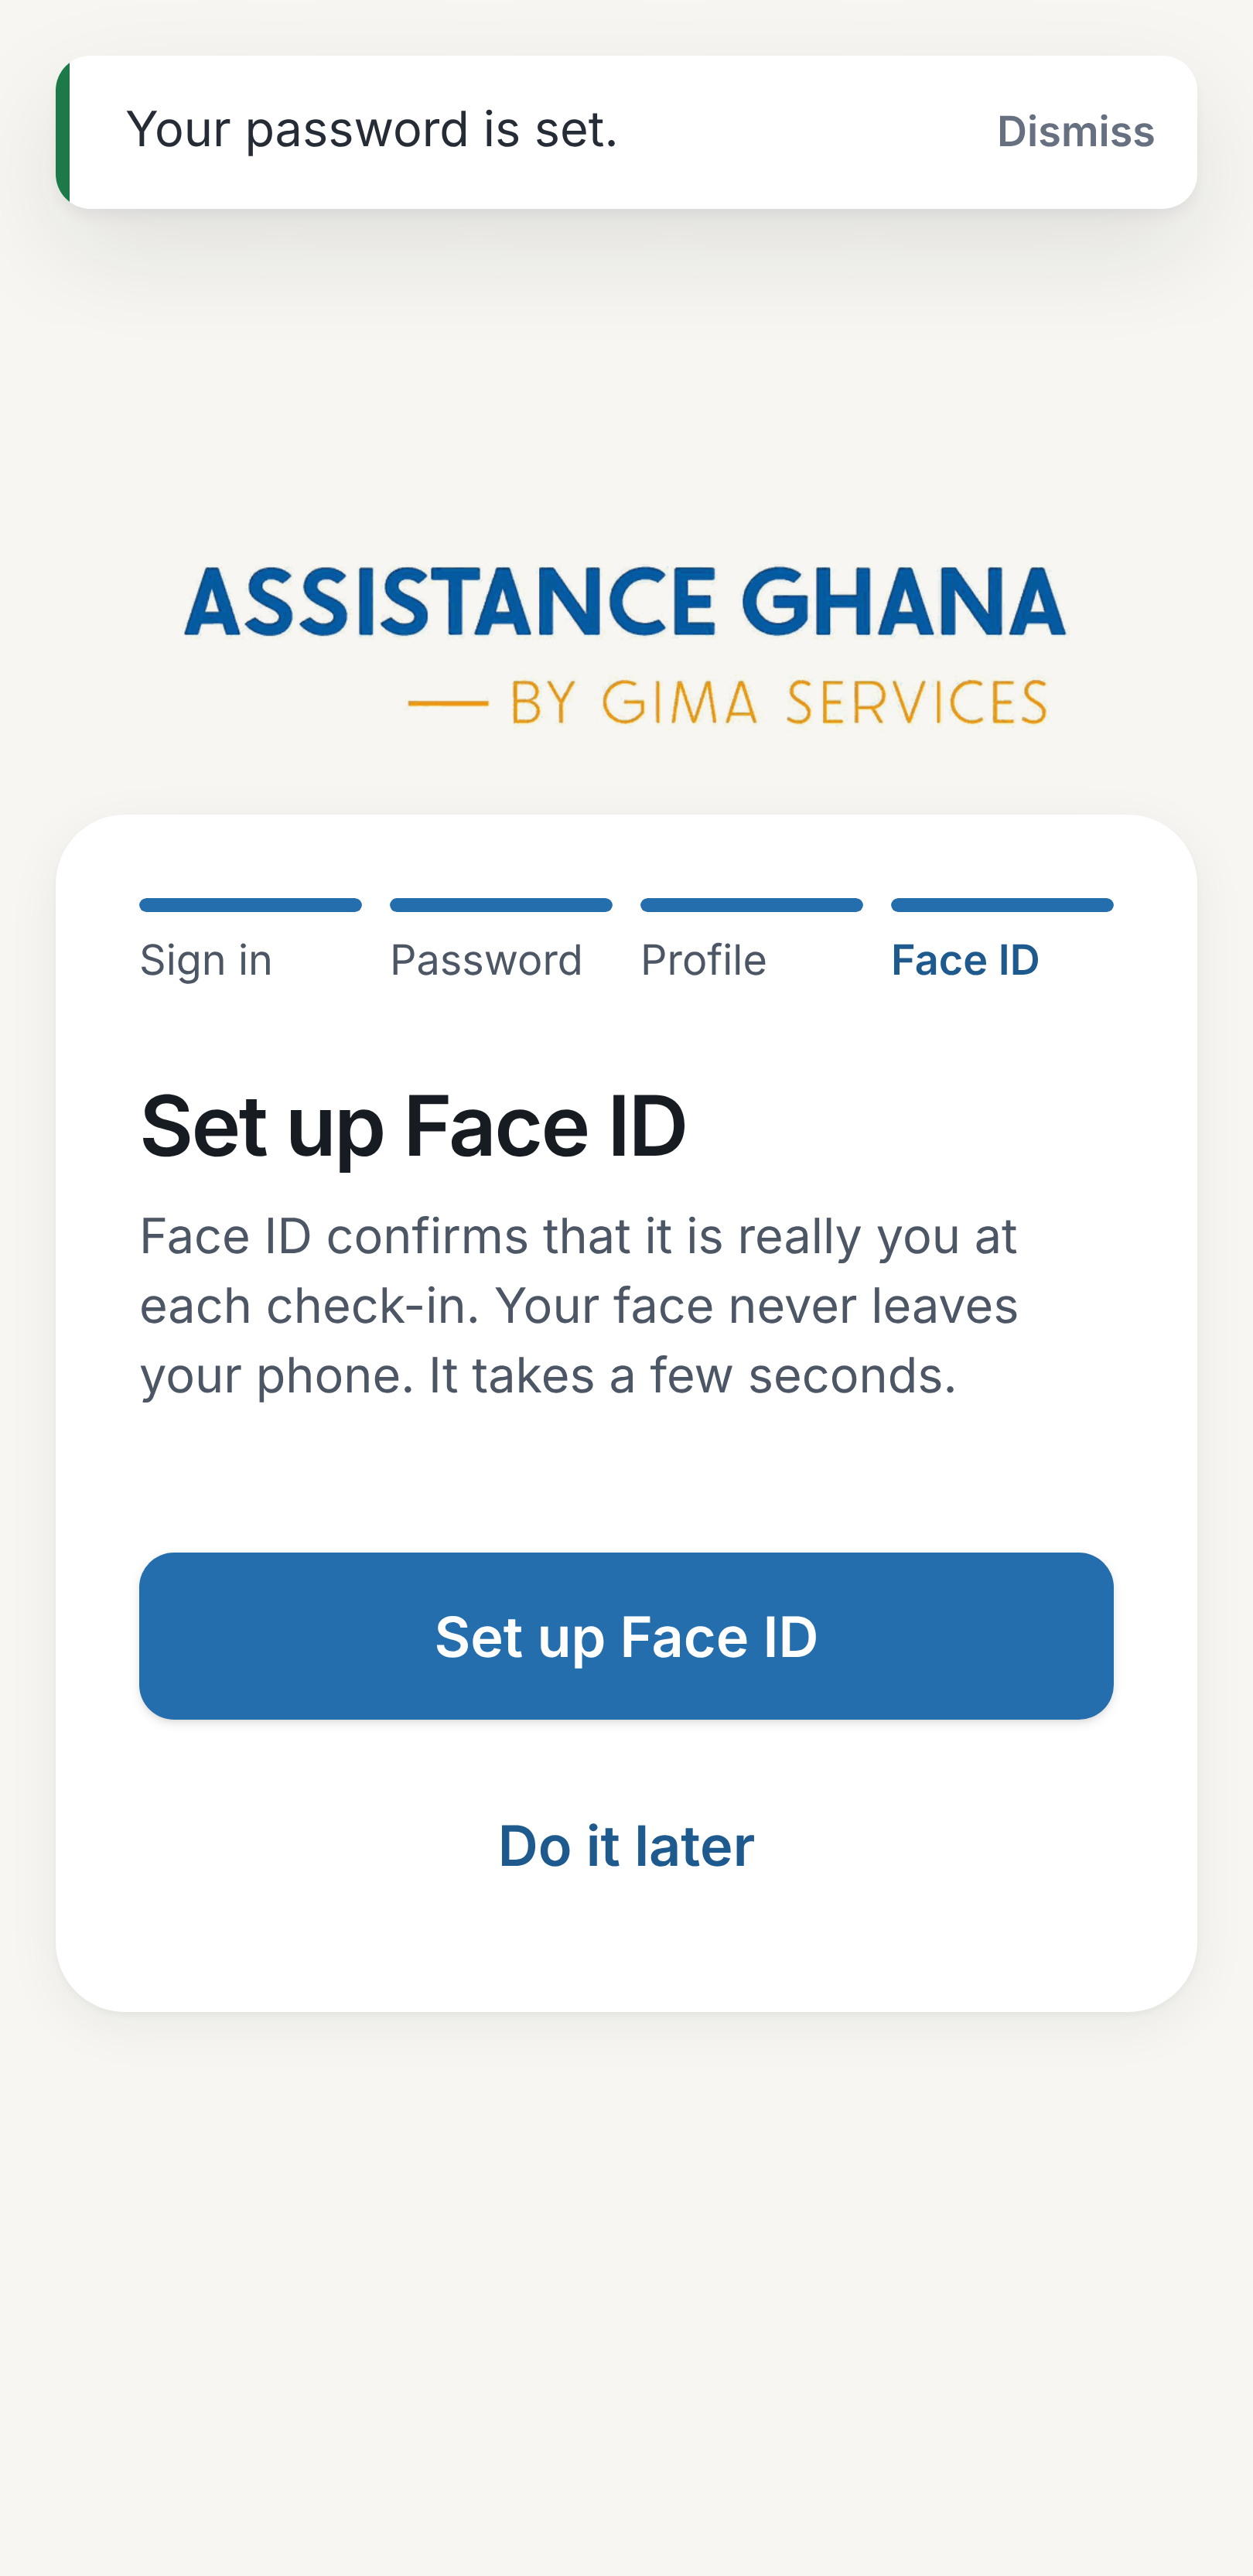 Your password is set.
Dismiss
ASSISTANCE GHANA
— BY GIMA SERVICES
Sign in
Password
Profile
Face ID
Set up Face ID
Face ID confirms that it is really you at
each check-in. Your face never leaves
your phone. It takes a few seconds.
Set up Face ID
Do it later